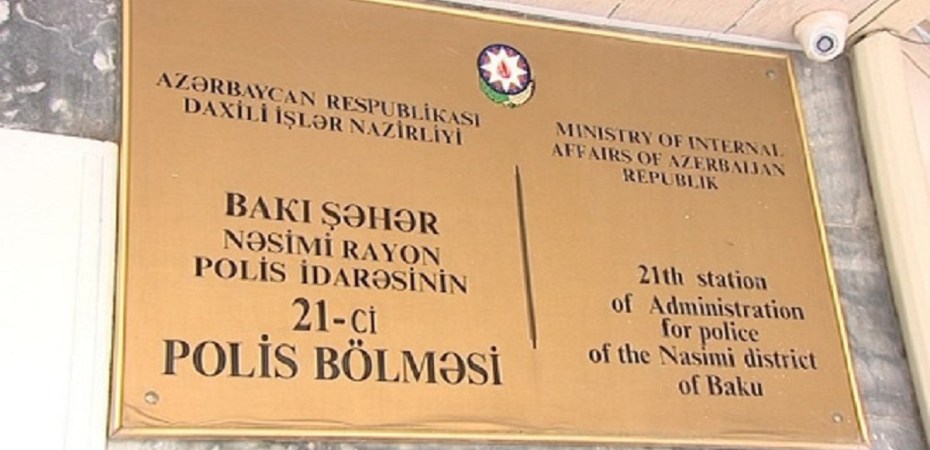 AZƏRBAYCAN RESPUBLİKASI
DAXİLİ İŞLƏR NAZİRLİYİ
BAKI ŞƏHƏR
NƏSİMİ RAYON
POLİS İDARƏSİNİN
21-Cİ
POLİS BÖLMƏSİ
MINISTRY OF INTERNAL
AFFAIRS OF AZERBAIJAN
REPUBLIK
21th station
of Administration
for police
of the Nasimi district
of Baku